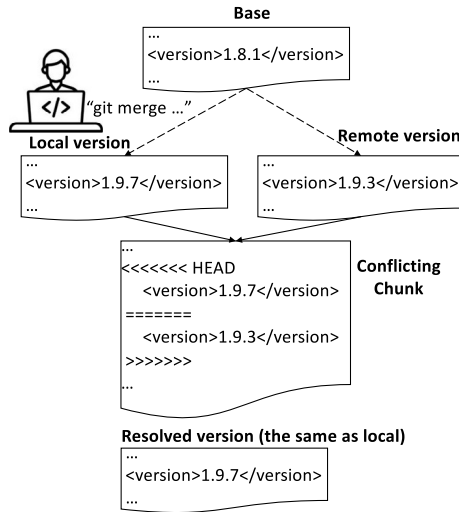 Base
...
<version>1.8.1</version>
...
</>
“git merge ...”
Local version
...
<version>1.9.7</version>
...
Remote version
...
<version>1.9.3</version>
...
...
<<<<<<< HEAD
<version>1.9.7</version>
=======
<version>1.9.3</version>
>>>>>>>
...
Conflicting
Chunk
Resolved version (the same as local)
...
<version>1.9.7</version>
...